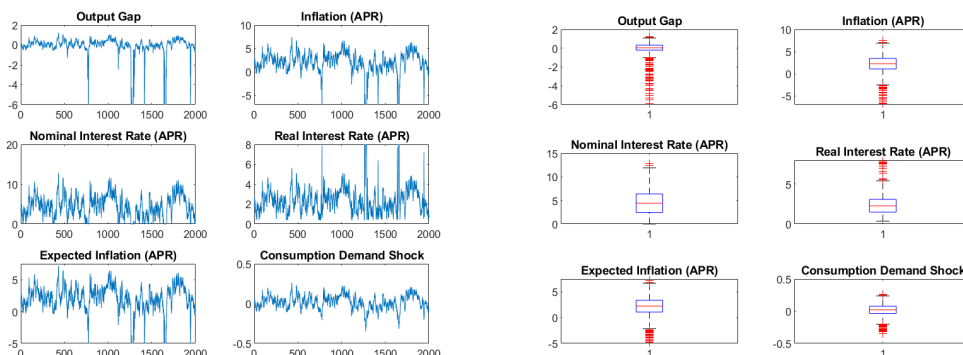 Output Gap
2
0
-2
-4
-6
0 500 1000 1500 2000
Inflation (APR)
10
5
0
-5
0 500 1000 1500 2000
Nominal Interest Rate (APR)
20
10
0
0 500 1000 1500 2000
Real Interest Rate (APR)
8
6
4
2
0
0 500 1000 1500 2000
Expected Inflation (APR)
5
0
-5
0 500 1000 1500 2000
Consumption Demand Shock
0.5
0
-0.5
0 500 1000 1500 2000
Output Gap
2
0
-2
-4
-6
1
Inflation (APR)
10
5
0
-5
1
Nominal Interest Rate (APR)
15
10
5
0
1
Real Interest Rate (APR)
5
0
1
Expected Inflation (APR)
5
0
-5
1
Consumption Demand Shock
0.5
0
-0.5
1